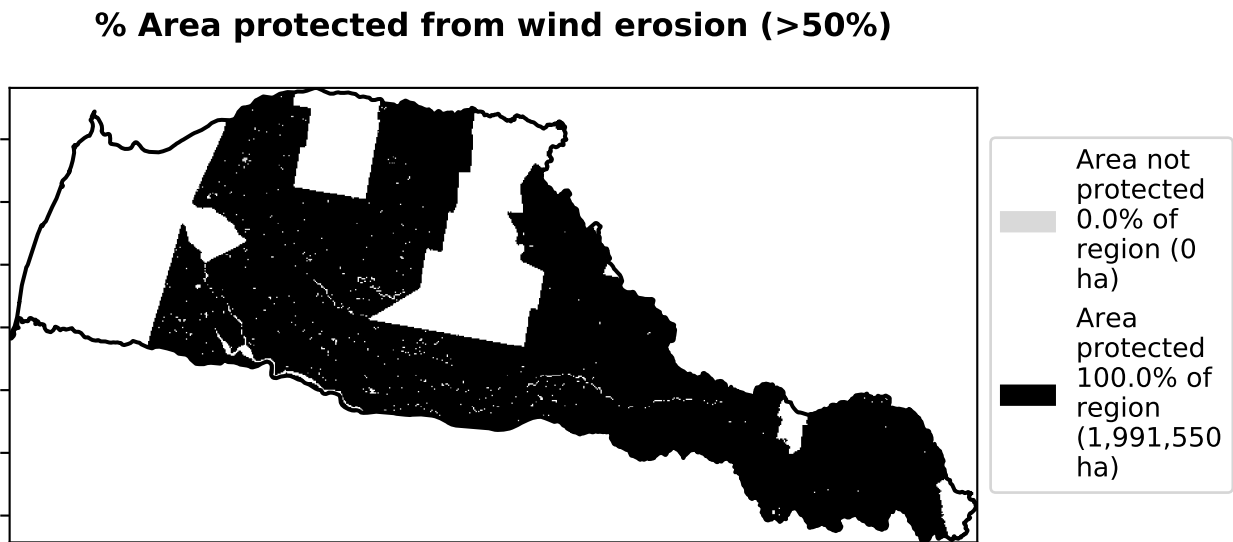 % Area protected from wind erosion (>50%)
Area not
protected
0.0% of
region (0
ha)
Area
protected
100.0% of
region
(1,991,550
ha)